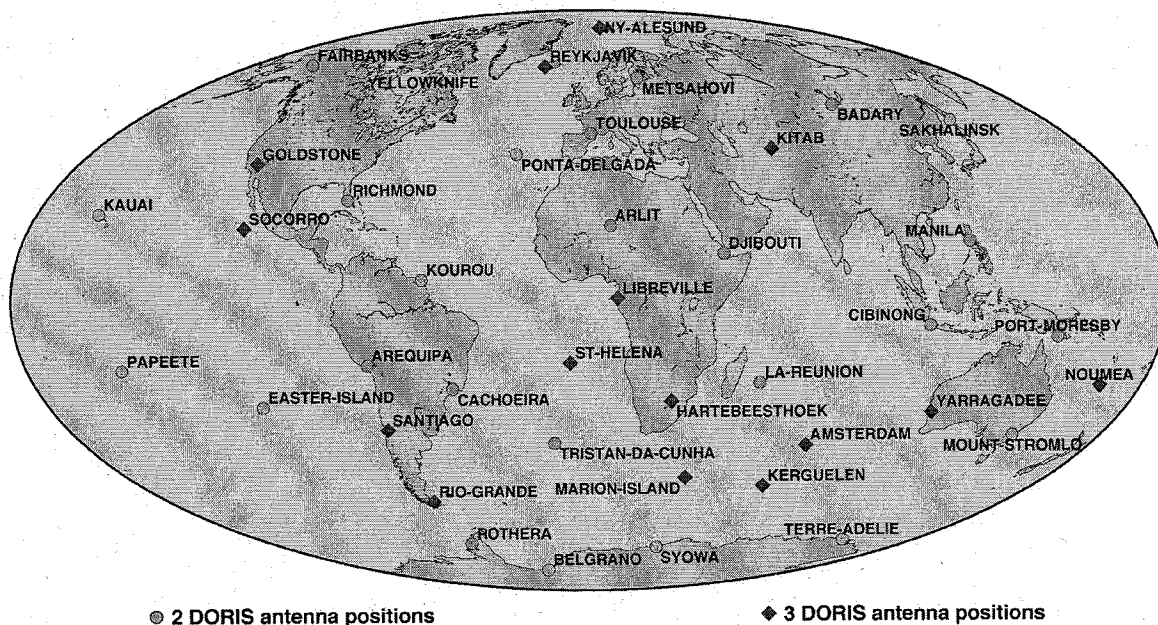 NY-ALESUND
FAIRBANKS
REYKJAVIK
YELLOWKNIFE
METSAHOVI
BADARY
TOULOUSE
SAKHALINSK
KITAB
GOLDSTONE
PONTA-DELGADA
RICHMOND
KAUAI
SOCORRO
ARLIT
MANILA
DJIBOUTI
KOUROU
LIBREVILLE
CIBINONG
PORT-MORESBY
AREQUIPA
ST-HELENA
PAPEETE
LA-REUNION
NOUMEA
EASTER-ISLAND
CACHOEIRA
HARTEBEESTHOEK
YARRAGADEE
SANTIAGO
AMSTERDAM
MOUNT-STROMLO
TRISTAN-DA-CUNHA
KERGUELEN
MARION-ISLAND
RIO-GRANDE
TERRE-ADELIE
ROTHERA
BELGRANO
SYOWA
2 DORIS antenna positions
3 DORIS antenna positions